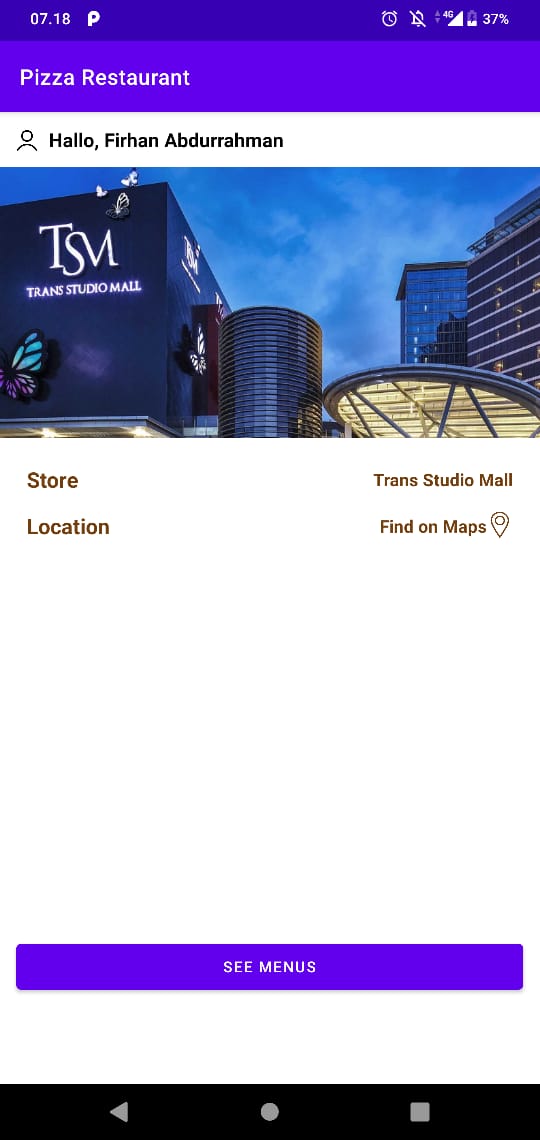 07.18
4G
37%
Pizza Restaurant
Hallo, Firhan Abdurrahman
TSM
TRANS STUDIO MALL
TSM
Store
Trans Studio Mall
Location
Find on Maps
SEE MENUS